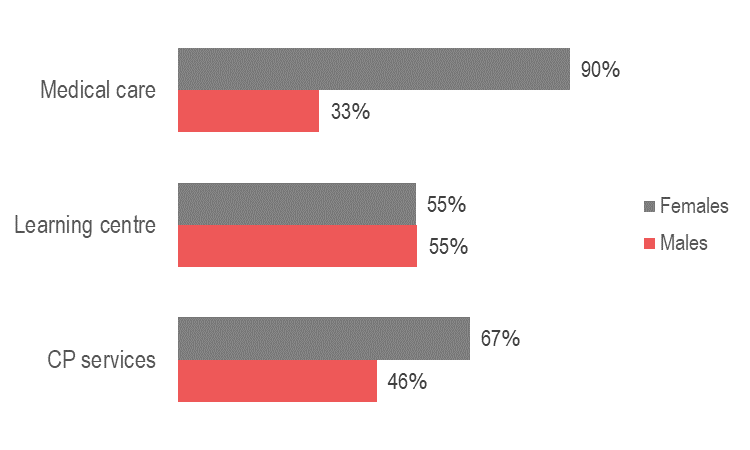 Medical care
90%
33%
Learning centre
55%
55%
Females
Males
CP services
67%
46%